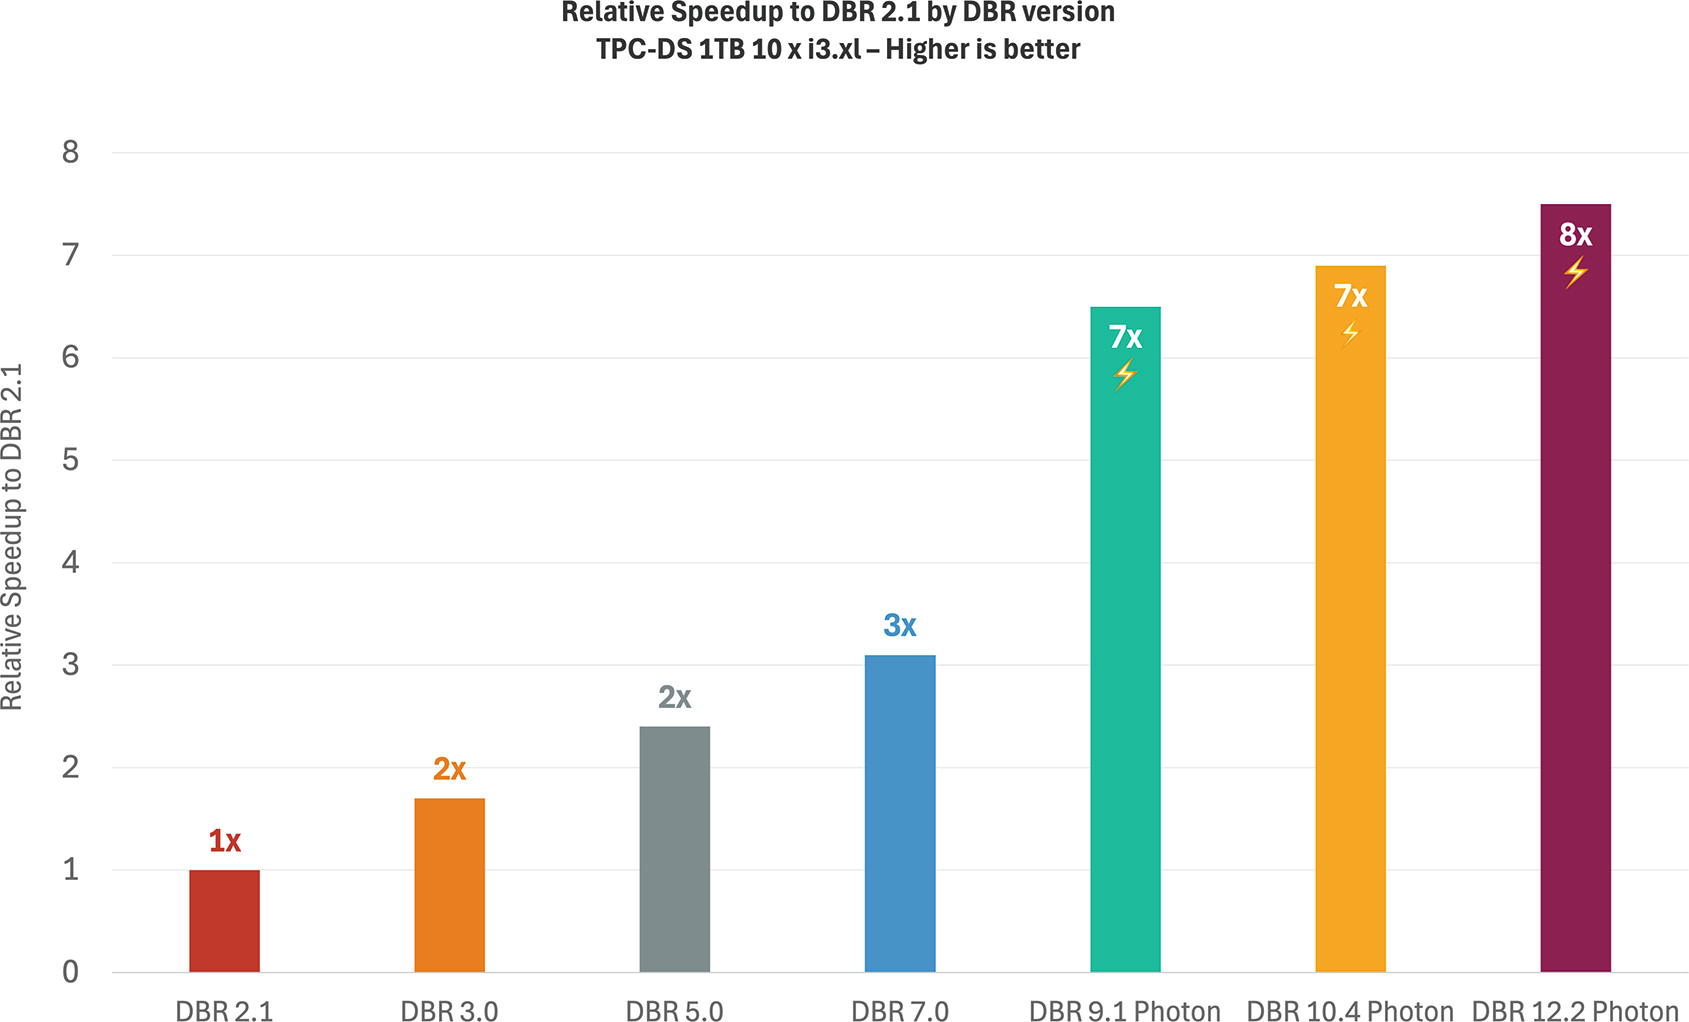 Relative Speedup to DBR 2.1 by DBR version
TPC-DS 1TB 10 x i3.xl – Higher is better
Relative Speedup to DBR 2.1
8
7
6
5
4
3
2
1
0
1x
2x
2x
3x
7x
⚡
7x
⚡
8x
⚡
DBR 2.1
DBR 3.0
DBR 5.0
DBR 7.0
DBR 9.1 Photon
DBR 10.4 Photon
DBR 12.2 Photon